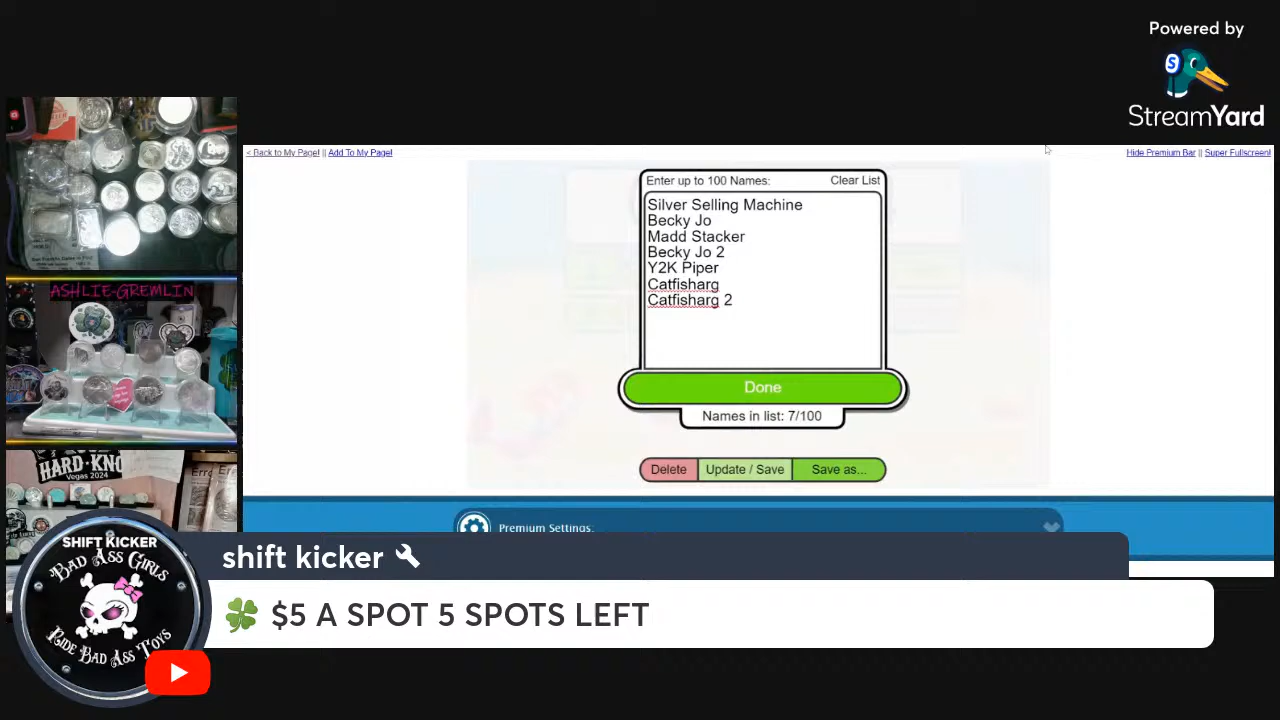 Powered by
StreamYard
< Back to My Page! || Add To My Page!
Hide Premium Bar || Super Fullscreen!
Enter up to 100 Names:
Clear List
Silver Selling Machine
Becky Jo
Madd Stacker
Becky Jo 2
Y2K Piper
Catfisharg
Catfisharg 2
Done
Names in list: 7/100
Delete
Update / Save
Save as...
Premium Settings:
ASHLIE-GREMLIN
HARD-KNO
Vegas 2024
SHIFT KICKER
BAD ASS GIRLS
RIDE BAD ASS TOYS
shift kicker
🍀 $5 A SPOT 5 SPOTS LEFT